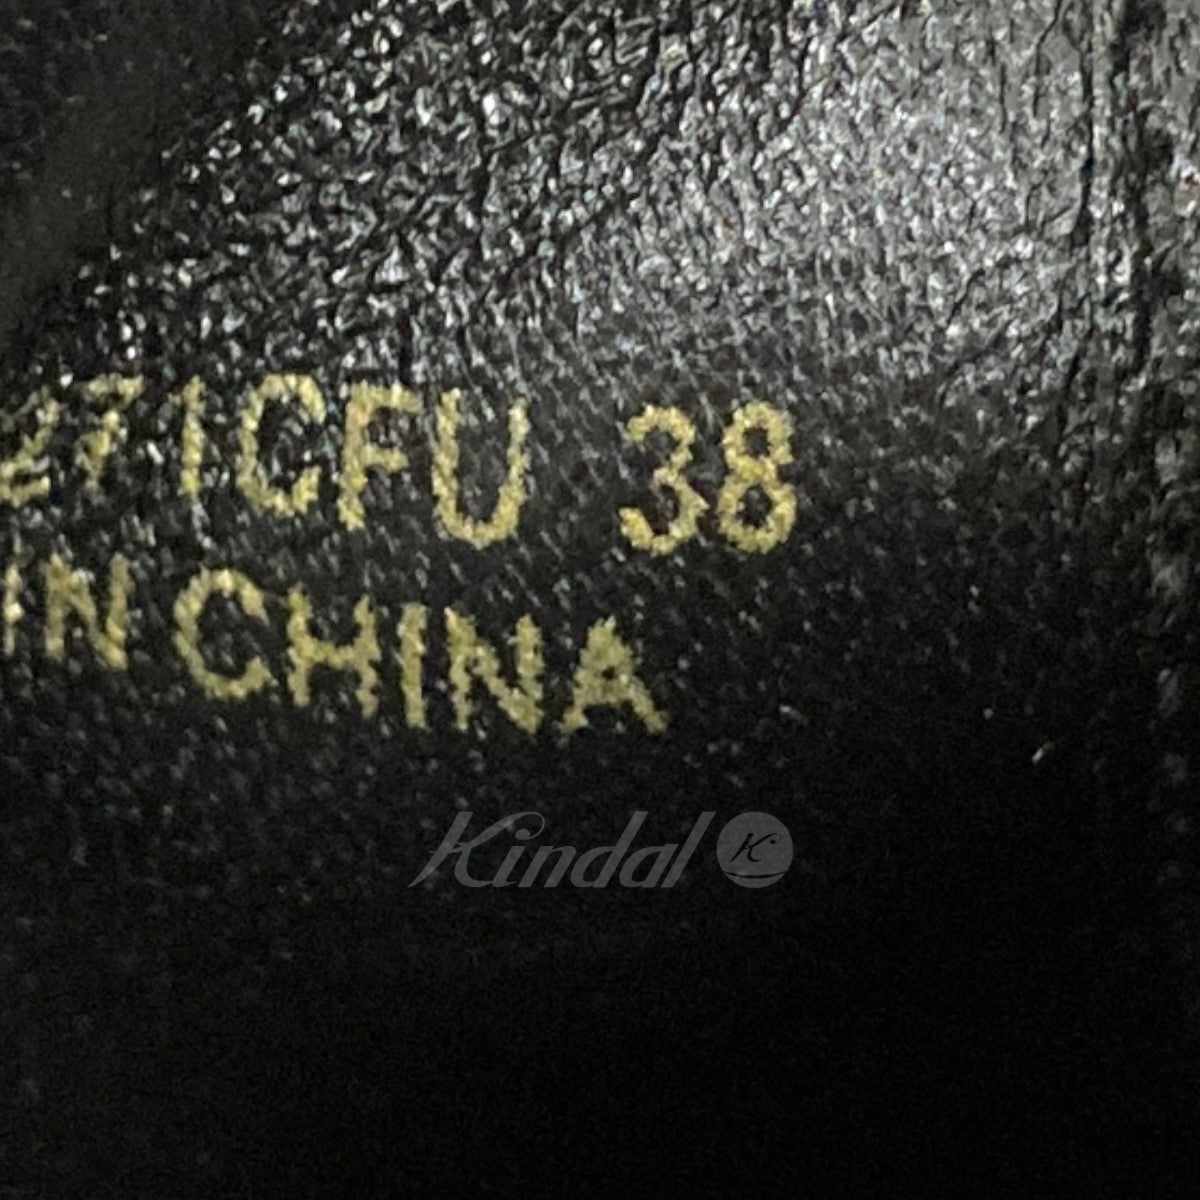 271CFU 38
IN CHINA
Kindal K